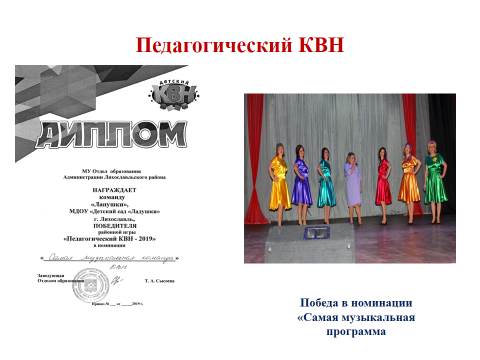 Педагогический КВН
ДЕТСКИЙ
КВН
ДИПЛОМ
МУ Отдел образования
Администрации Лихославльского района
НАГРАЖДАЕТ
команду
«Лапушки»,
МДОУ «Детский сад «Ладушки»
г. Лихославль,
ПОБЕДИТЕЛЯ
районной игры
«Педагогический КВН - 2019»
в номинации
«Самая музыкальная команда»
КВН
Заведующая
Отделом образования Т. А. Сысоева
Приказ № от 2019 г.
Победа в номинации
«Самая музыкальная
программа